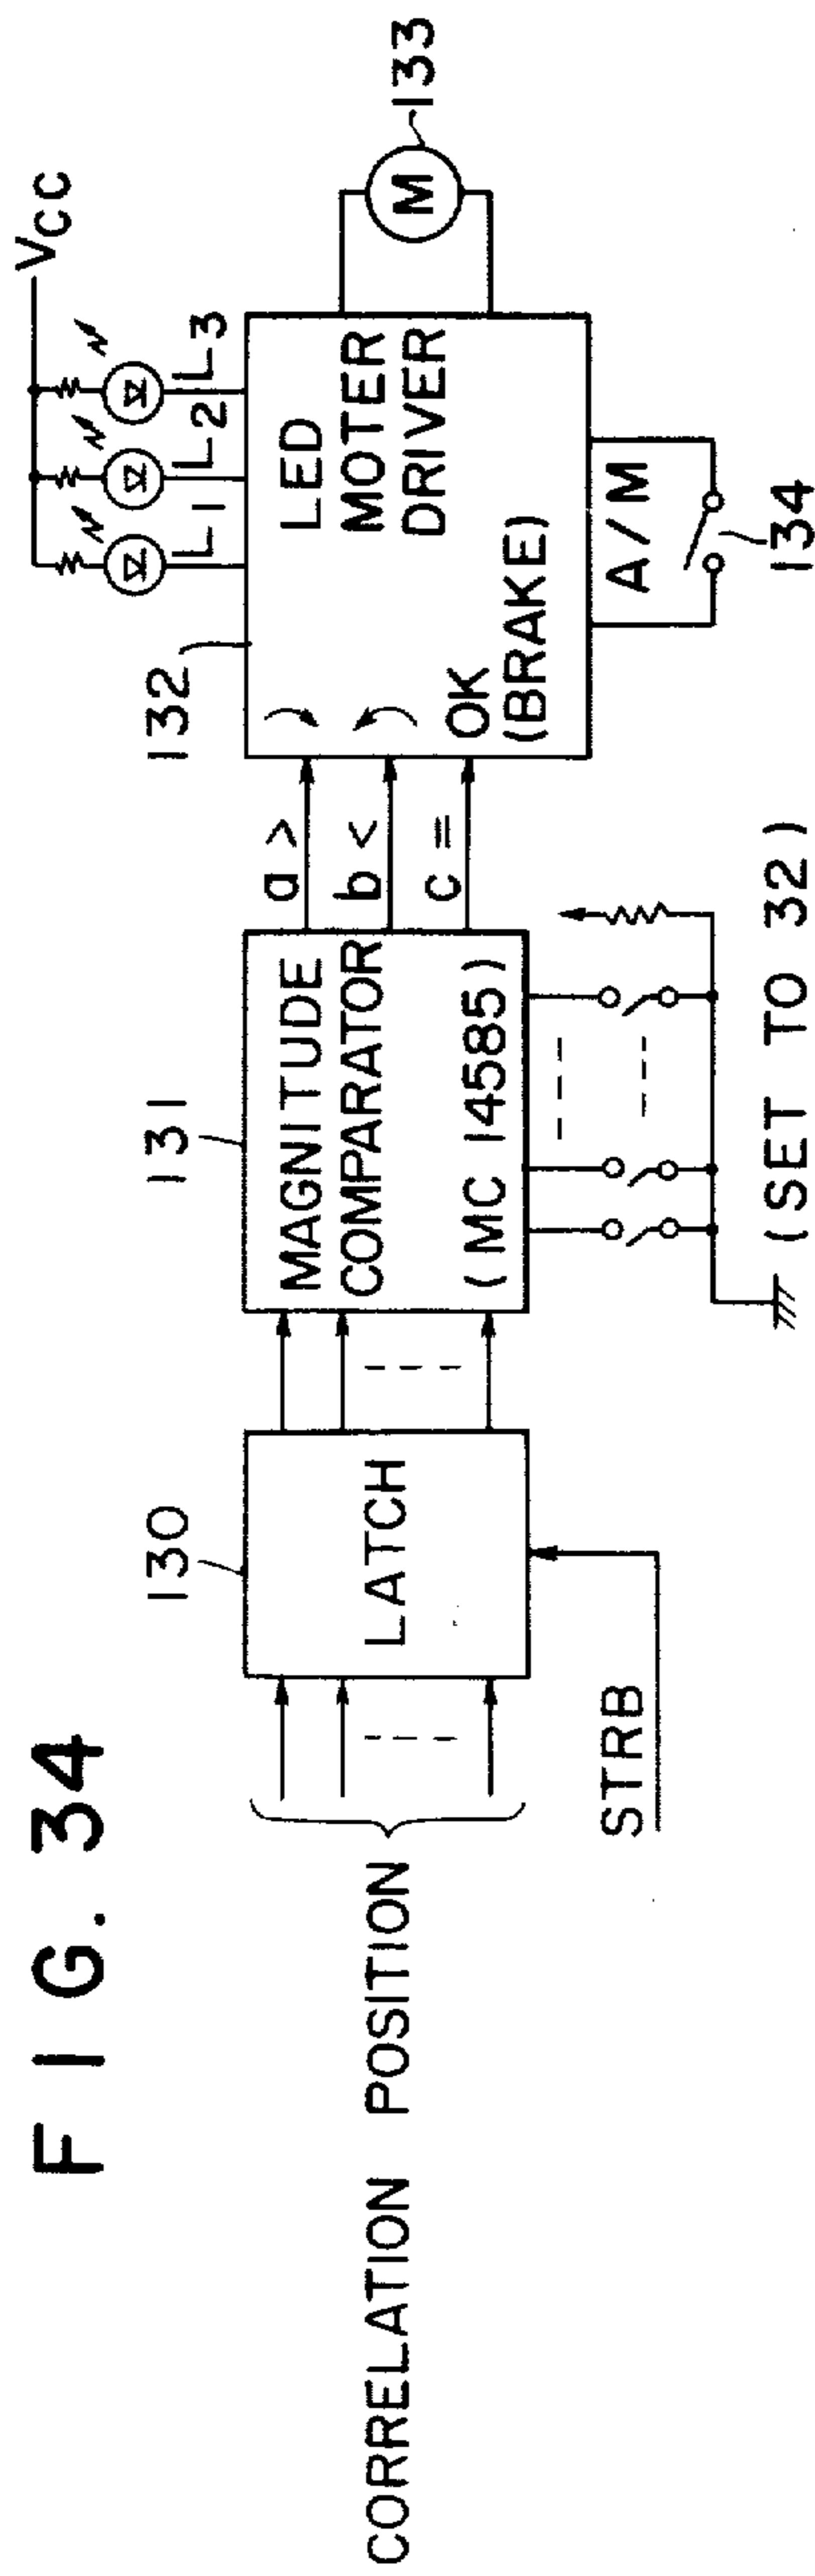 FIG. 34
CORRELATION POSITION
STRB
130
LATCH
131
MAGNITUDE
COMPARATOR
(MC 14585)
(SET TO 32)
a >
b <
c =
132
OK
(BRAKE)
LED
MOTER
DRIVER
L1
L2
L3
VCC
M
133
A/M
134